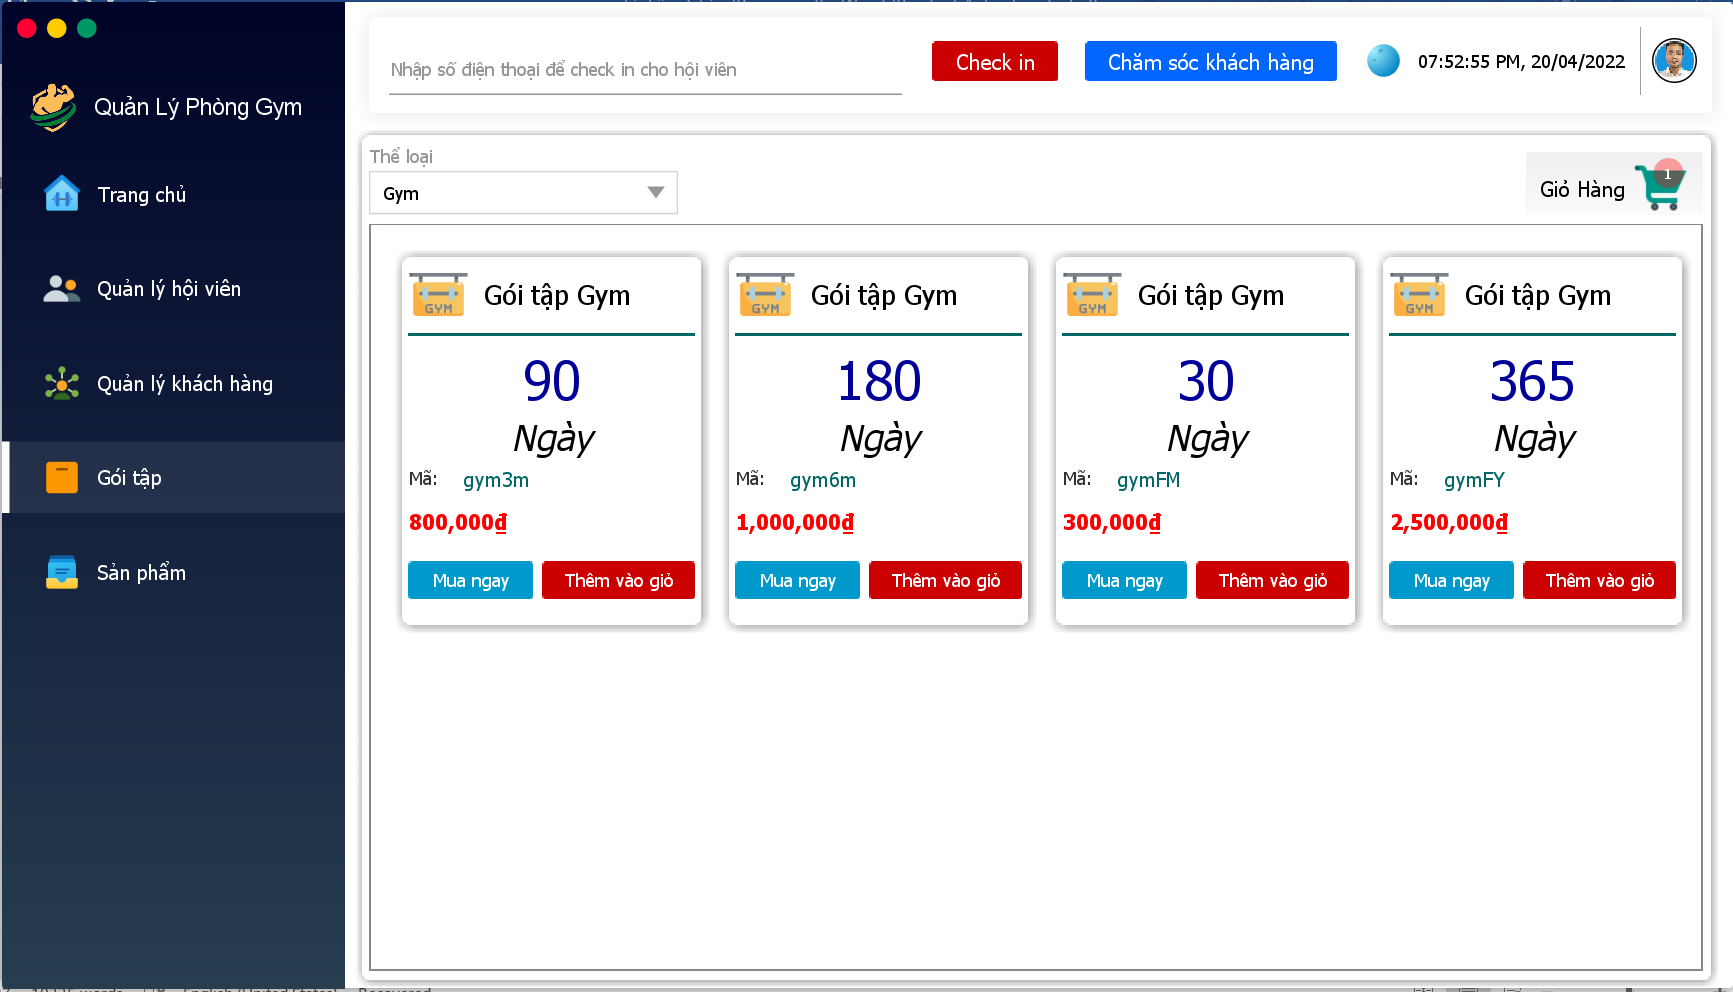 Nhập số điện thoại để check in cho hội viên
Check in
Chăm sóc khách hàng
07:52:55 PM, 20/04/2022
Quản Lý Phòng Gym
Trang chủ
Quản lý hội viên
Quản lý khách hàng
Gói tập
Sản phẩm
Thể loại
Gym
Giỏ Hàng
1
GYM
Gói tập Gym
90
Ngày
Mã: gym3m
800,000₫
Mua ngay
Thêm vào giỏ
GYM
Gói tập Gym
180
Ngày
Mã: gym6m
1,000,000₫
Mua ngay
Thêm vào giỏ
GYM
Gói tập Gym
30
Ngày
Mã: gymFM
300,000₫
Mua ngay
Thêm vào giỏ
GYM
Gói tập Gym
365
Ngày
Mã: gymFY
2,500,000₫
Mua ngay
Thêm vào giỏ